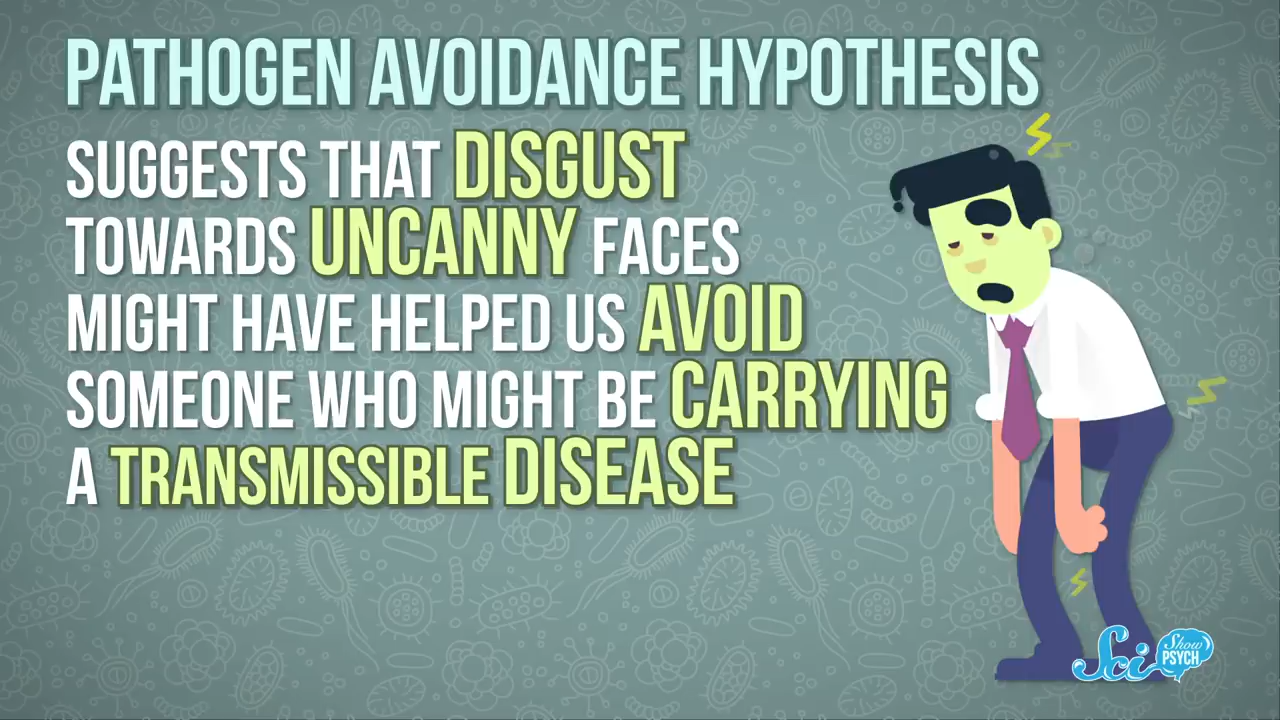 PATHOGEN AVOIDANCE HYPOTHESIS
SUGGESTS THAT DISGUST
TOWARDS UNCANNY FACES
MIGHT HAVE HELPED US AVOID
SOMEONE WHO MIGHT BE CARRYING
A TRANSMISSIBLE DISEASE
Sci Show
PSYCH